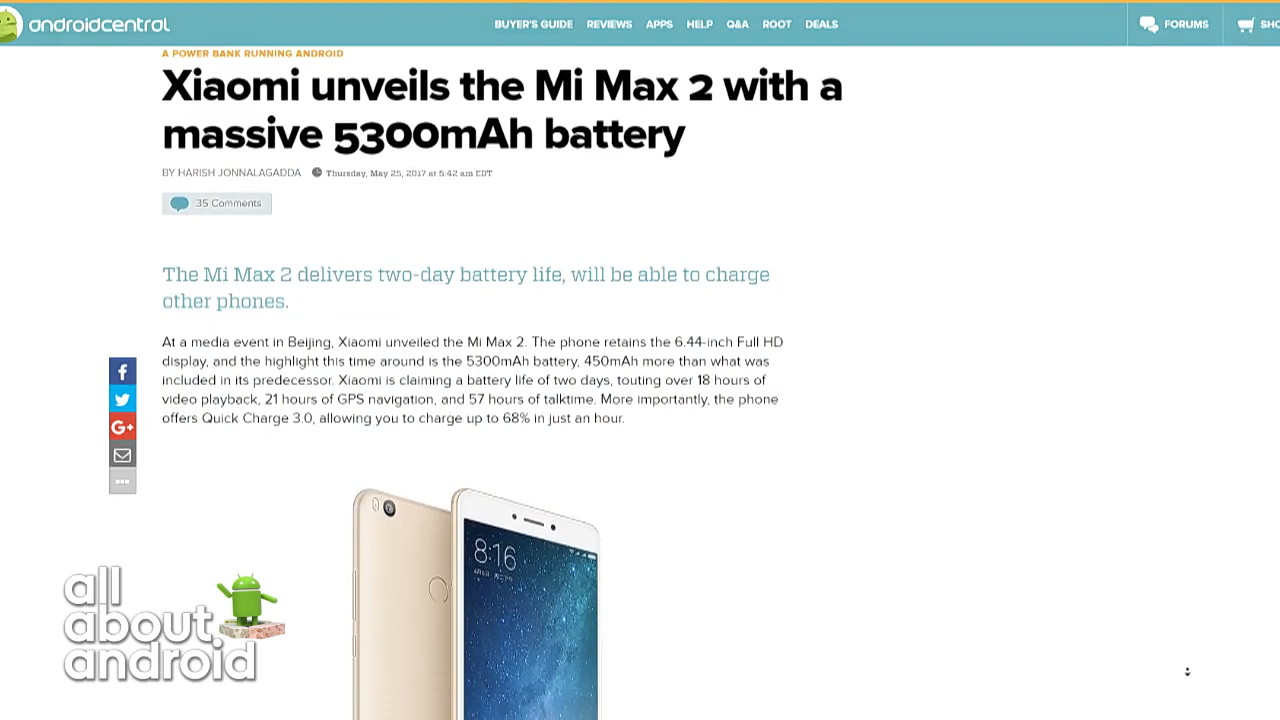 androidcentral
BUYER'S GUIDE REVIEWS APPS HELP Q&A ROOT DEALS
FORUMS
A POWER BANK RUNNING ANDROID
Xiaomi unveils the Mi Max 2 with a
massive 5300mAh battery
BY HARISH JONNALAGADDA Thursday, May 25, 2017 at 5:42 am EDT
35 Comments
The Mi Max 2 delivers two-day battery life, will be able to charge
other phones.
At a media event in Beijing, Xiaomi unveiled the Mi Max 2. The phone retains the 6.44-inch Full HD
display, and the highlight this time around is the 5300mAh battery, 450mAh more than what was
included in its predecessor. Xiaomi is claiming a battery life of two days, touting over 18 hours of
video playback, 21 hours of GPS navigation, and 57 hours of talktime. More importantly, the phone
offers Quick Charge 3.0, allowing you to charge up to 68% in just an hour.
f
G+
8:16
all
about
android